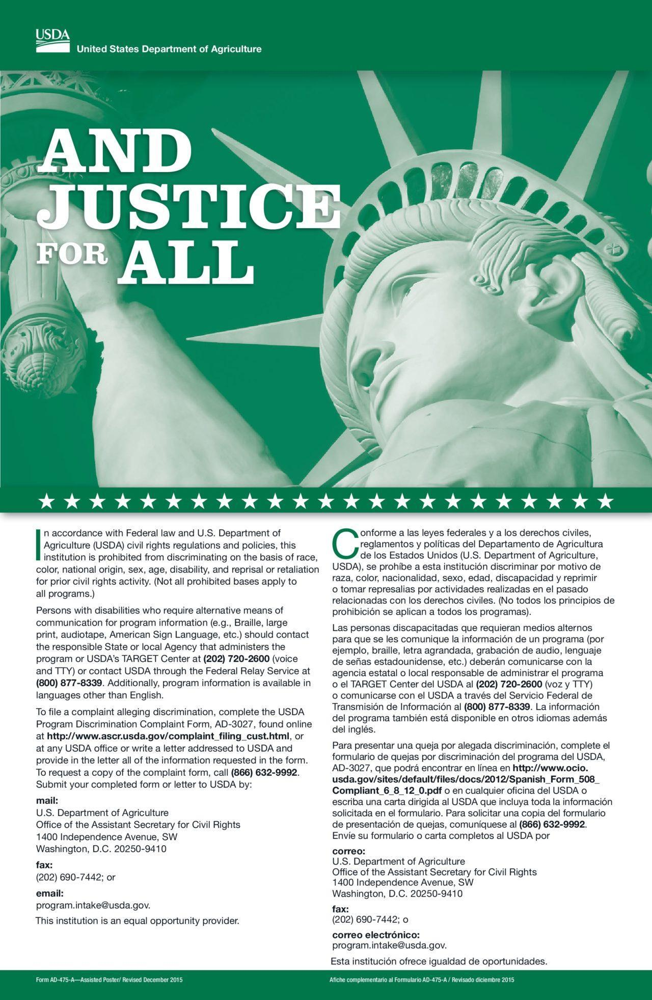 USDA
United States Department of Agriculture
AND
JUSTICE
FOR ALL
In accordance with Federal law and U.S. Department of
Agriculture (USDA) civil rights regulations and policies, this
institution is prohibited from discriminating on the basis of race,
color, national origin, sex, age, disability, and reprisal or retaliation
for prior civil rights activity. (Not all prohibited bases apply to
all programs.)
Persons with disabilities who require alternative means of
communication for program information (e.g., Braille, large
print, audiotape, American Sign Language, etc.) should contact
the responsible State or local Agency that administers the
program or USDA's TARGET Center at (202) 720-2600 (voice
and TTY) or contact USDA through the Federal Relay Service at
(800) 877-8339. Additionally, program information is available in
languages other than English.
To file a complaint alleging discrimination, complete the USDA
Program Discrimination Complaint Form, AD-3027, found online
at http://www.ascr.usda.gov/complaint_filing_cust.html, or
at any USDA office or write a letter addressed to USDA and
provide in the letter all of the information requested in the form.
To request a copy of the complaint form, call (866) 632-9992.
Submit your completed form or letter to USDA by:
mail:
U.S. Department of Agriculture
Office of the Assistant Secretary for Civil Rights
1400 Independence Avenue, SW
Washington, D.C. 20250-9410
fax:
(202) 690-7442; or
email:
program.intake@usda.gov.
This institution is an equal opportunity provider.
Conforme a las leyes federales y a los derechos civiles,
reglamentos y políticas del Departamento de Agricultura
de los Estados Unidos (U.S. Department of Agriculture,
USDA), se prohíbe a esta institución discriminar por motivo de
raza, color, nacionalidad, sexo, edad, discapacidad y reprimir
o tomar represalias por actividades realizadas en el pasado
relacionadas con los derechos civiles. (No todos los principios de
prohibición se aplican a todos los programas).
Las personas discapacitadas que requieran medios alternos
para que se les comunique la información de un programa (por
ejemplo, braille, letra agrandada, grabación de audio, lenguaje
de señas estadounidense, etc.) deberán comunicarse con la
agencia estatal o local responsable de administrar el programa
o el TARGET Center del USDA al (202) 720-2600 (voz y TTY)
o comunicarse con el USDA a través del Servicio Federal de
Transmisión de Información al (800) 877-8339. La información
del programa también está disponible en otros idiomas además
del inglés.
Para presentar una queja por alegada discriminación, complete el
formulario de quejas por discriminación del programa del USDA,
AD-3027, que podrá encontrar en línea en http://www.ocio.
usda.gov/sites/default/files/docs/2012/Spanish_Form_508_
Compliant_6_8_12_0.pdf o en cualquier oficina del USDA o
escriba una carta dirigida al USDA que incluya toda la información
solicitada en el formulario. Para solicitar una copia del formulario
de presentación de quejas, comuníquese al (866) 632-9992.
Envíe su formulario o carta completos al USDA por
correo:
U.S. Department of Agriculture
Office of the Assistant Secretary for Civil Rights
1400 Independence Avenue, SW
Washington, D.C. 20250-9410
fax:
(202) 690-7442; o
correo electrónico:
program.intake@usda.gov.
Esta institución ofrece igualdad de oportunidades.
Form AD-475-A—Assisted Poster/ Revised December 2015
Afiche complementario al Formulario AD-475-A / Revisado diciembre 2015